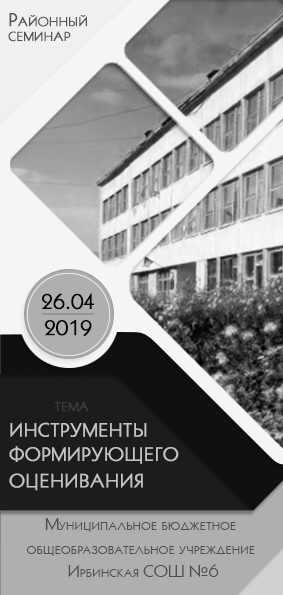 Районный
семинар
26.04
2019
тема
инструменты
формирующего
оценивания
Муниципальное бюджетное
общеобразовательное учреждение
Ирбинская СОШ №6